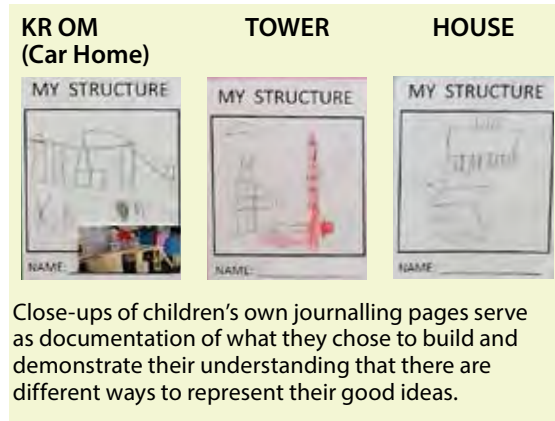 KR OM
(Car Home)
TOWER
HOUSE
MY STRUCTURE
MY STRUCTURE
MY STRUCTURE
NAME:
NAME:
NAME:
Close-ups of children’s own journalling pages serve
as documentation of what they chose to build and
demonstrate their understanding that there are
different ways to represent their good ideas.